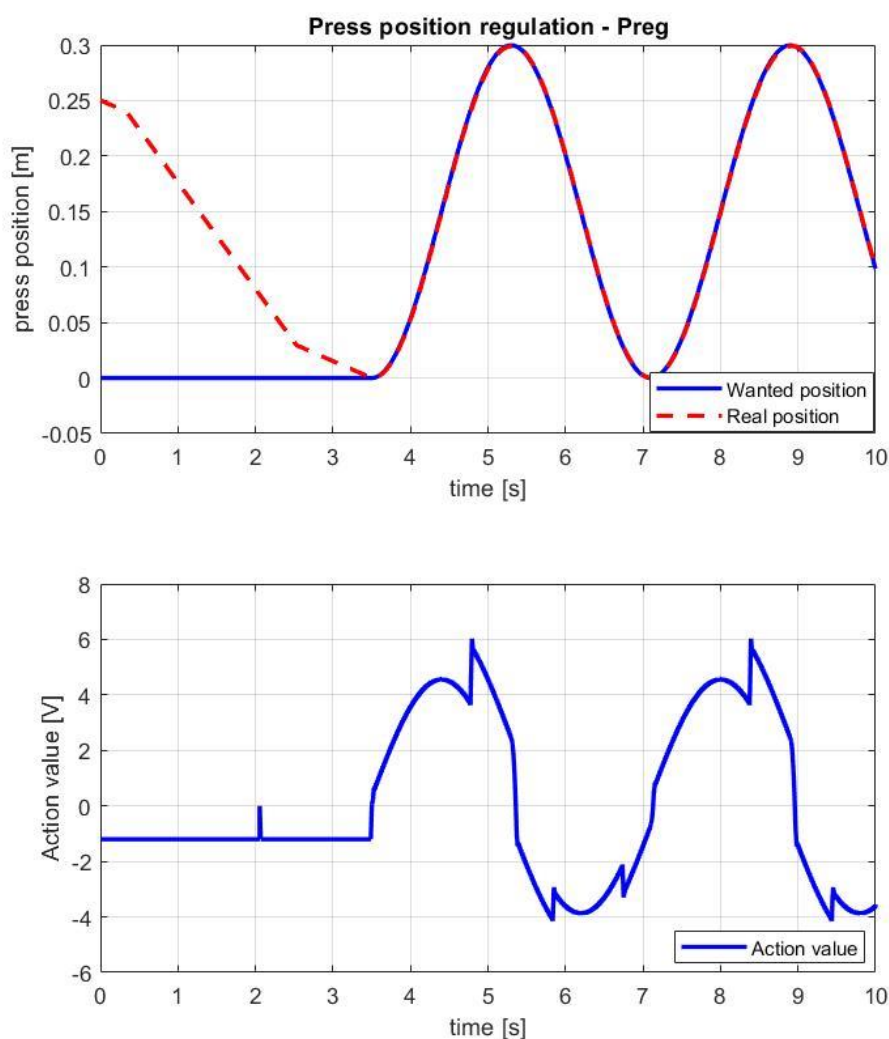 Press position regulation - Preg
0.3
0.25
0.2
0.15
0.1
0.05
0
-0.05
press position [m]
Wanted position
Real position
0 1 2 3 4 5 6 7 8 9 10
time [s]
8
6
4
2
0
-2
-4
-6
Action value [V]
Action value
0 1 2 3 4 5 6 7 8 9 10
time [s]